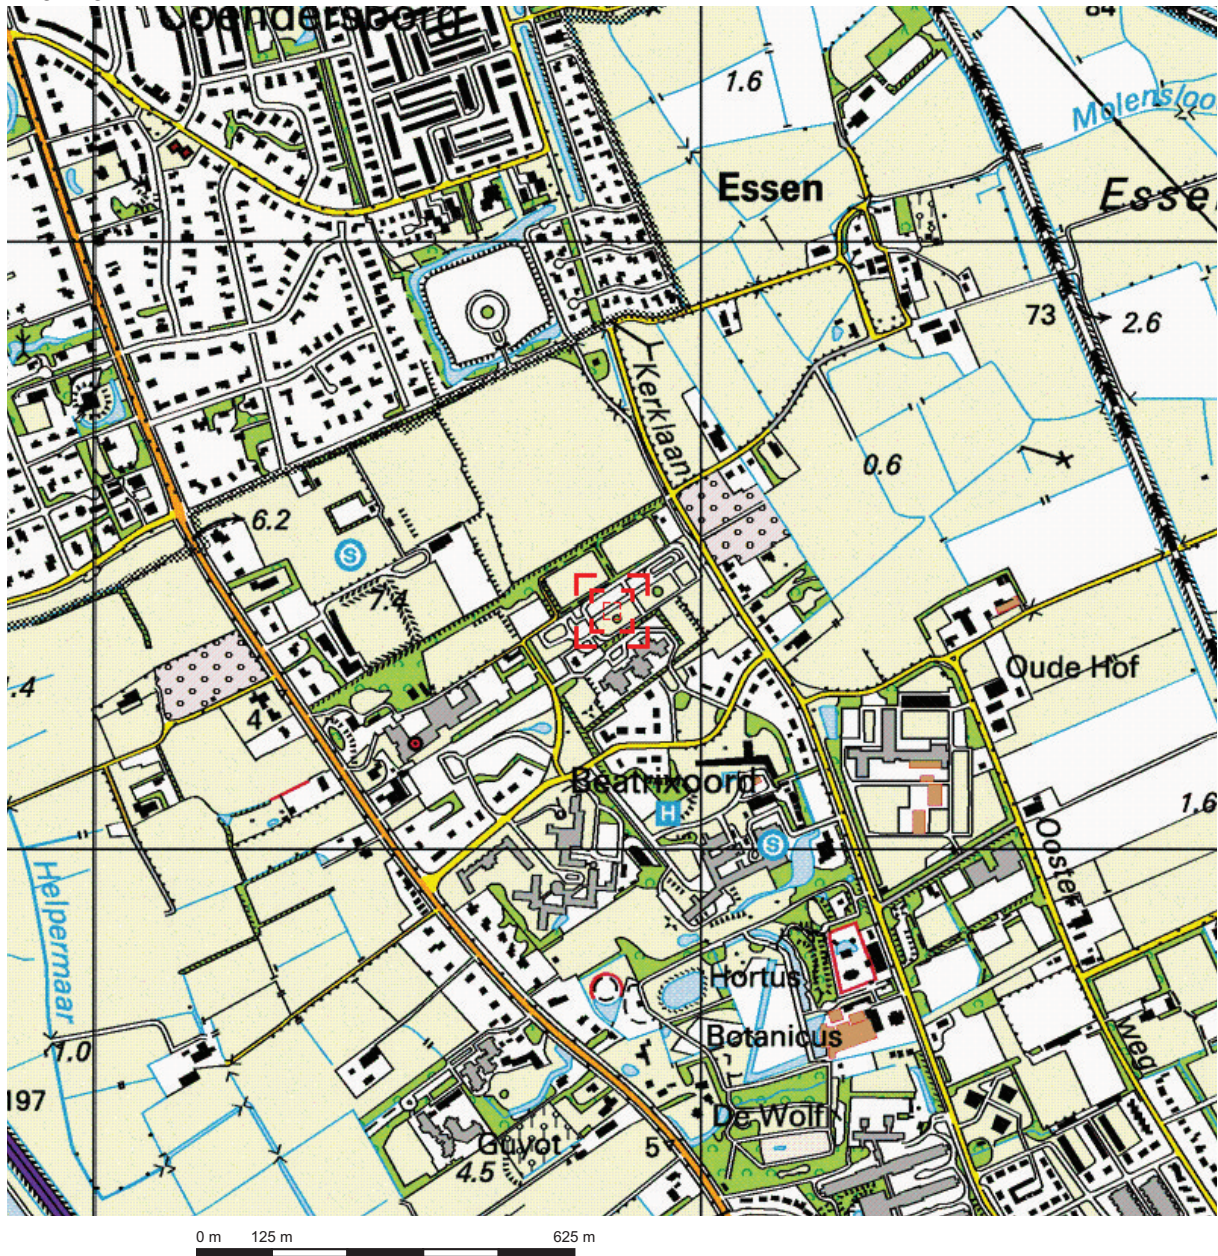 Coendersborg
84
1.6
Molensloot
Essen
Essen
73
2.6
Kerklaan
0.6
6.2
S
7.4
.4
4
Oude Hof
Beatrixoord
H
S
1.6
Ooster
weg
Helpermaar
Hortus
Botanicus
1.0
197
De Wolf
Guyot
4.5
5
0 m 125 m 625 m